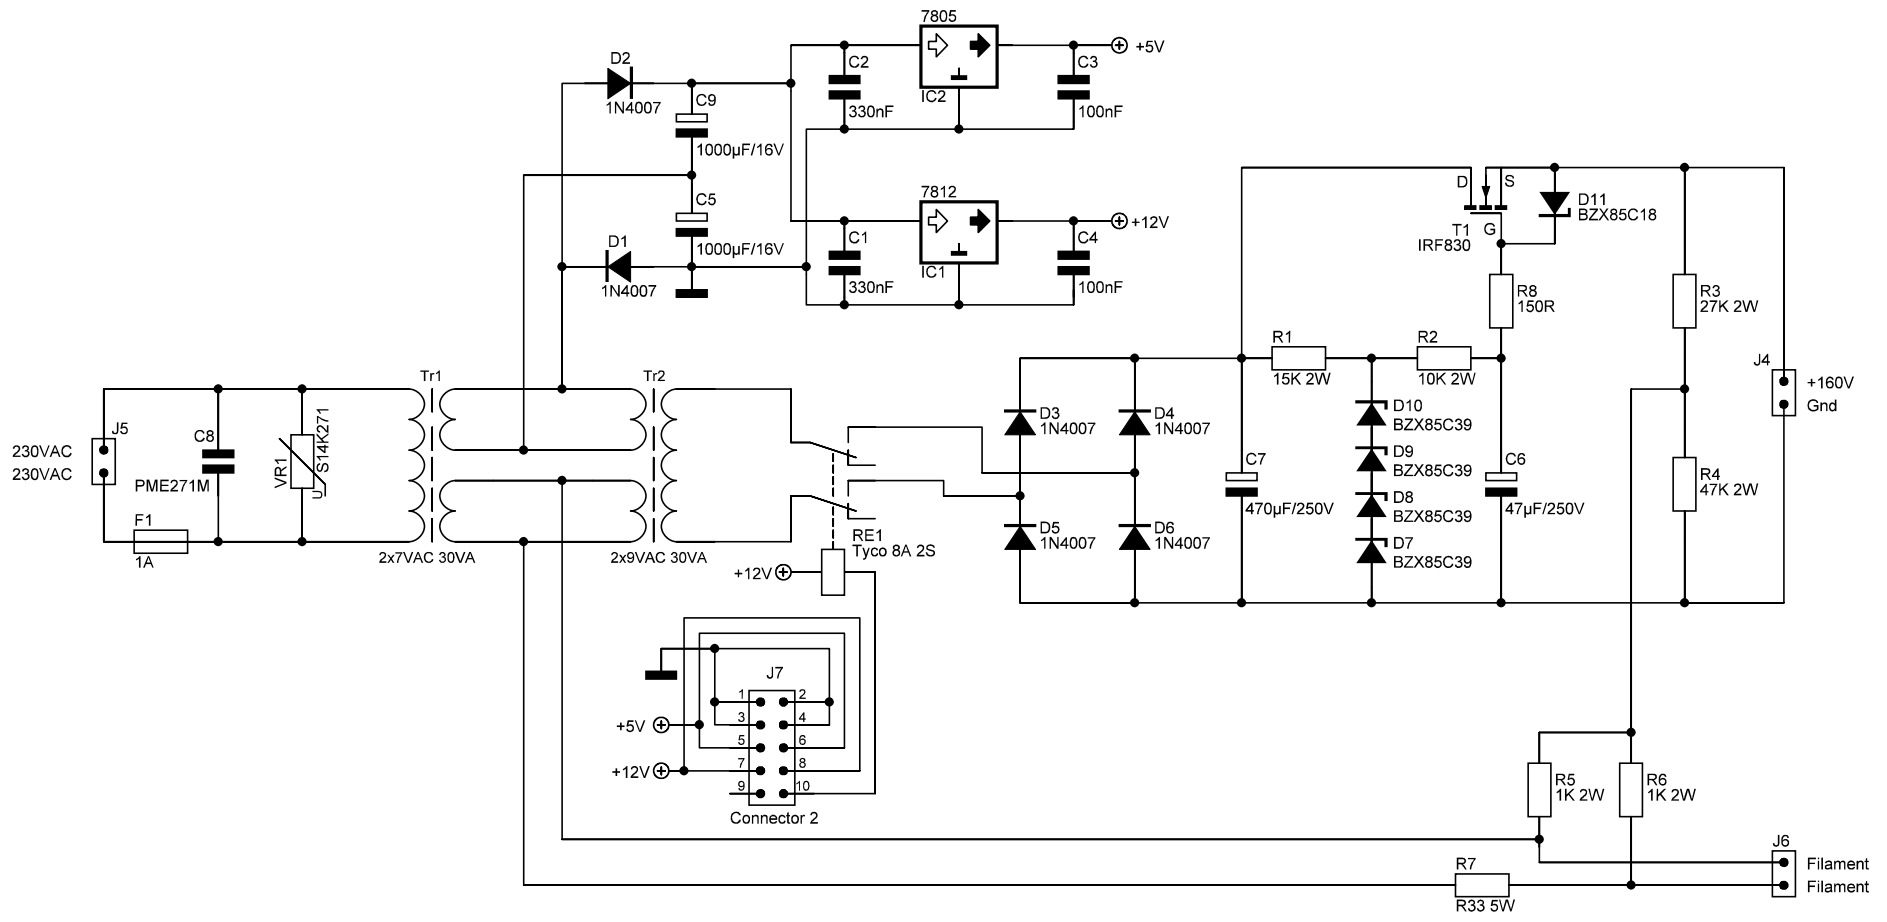 7805
D2
1N4007
C9
1000µF/16V
C2
330nF
IC2
C3
100nF
+5V
C5
1000µF/16V
D1
1N4007
7812
C1
330nF
IC1
C4
100nF
+12V
D
S
G
T1
IRF830
D11
BZX85C18
R8
150R
R3
27K 2W
R1
15K 2W
R2
10K 2W
J4
+160V
Gnd
Tr1
Tr2
J5
230VAC
230VAC
C8
PME271M
VR1
S14K271
U
F1
1A
2x7VAC 30VA
2x9VAC 30VA
RE1
Tyco 8A 2S
+12V
D3
1N4007
D4
1N4007
D5
1N4007
D6
1N4007
C7
470µF/250V
D10
BZX85C39
D9
BZX85C39
D8
BZX85C39
D7
BZX85C39
C6
47µF/250V
R4
47K 2W
J7
1
2
3
4
5
6
7
8
9
10
+5V
+12V
Connector 2
R5
1K 2W
R6
1K 2W
R7
R33 5W
J6
Filament
Filament